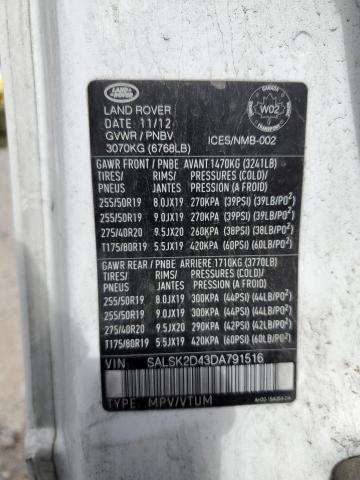 LAND ROVER
LAND ROVER
DATE 11/12
GVWR / PNBV
3070KG (6768LB)
CANADA
W02
ICES/NMB-002
GAWR FRONT / PNBE AVANT 1470KG (3241LB)
TIRES/ RIMS/ PRESSURES (COLD)/
PNEUS JANTES PRESSION (A FROID)
255/50R19 8.0JX19 270KPA (39PSI) (39LB/PO²)
255/50R19 9.0JX19 270KPA (39PSI) (39LB/PO²)
275/40R20 9.5JX20 260KPA (38PSI) (38LB/PO²)
T175/80R19 5.5JX19 420KPA (60PSI) (60LB/PO²)
GAWR REAR / PNBE ARRIERE 1710KG (3770LB)
TIRES/ RIMS/ PRESSURES (COLD)/
PNEUS JANTES PRESSION (A FROID)
255/50R19 8.0JX19 300KPA (44PSI) (44LB/PO²)
255/50R19 9.0JX19 300KPA (44PSI) (44LB/PO²)
275/40R20 9.5JX20 290KPA (42PSI) (42LB/PO²)
T175/80R19 5.5JX19 420KPA (60PSI) (60LB/PO²)
VIN SALSK2D43DA791516
TYPE: MPV/VTUM